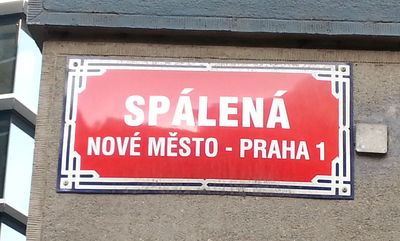 SPÁLENÁ
NOVÉ MĚSTO - PRAHA 1